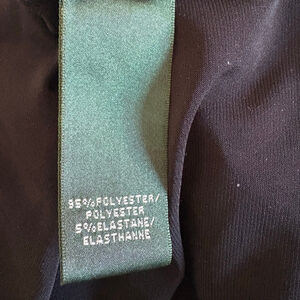 95%POLYESTER/
POLYESTER
5%ELASTANE/
ELASTHANNE